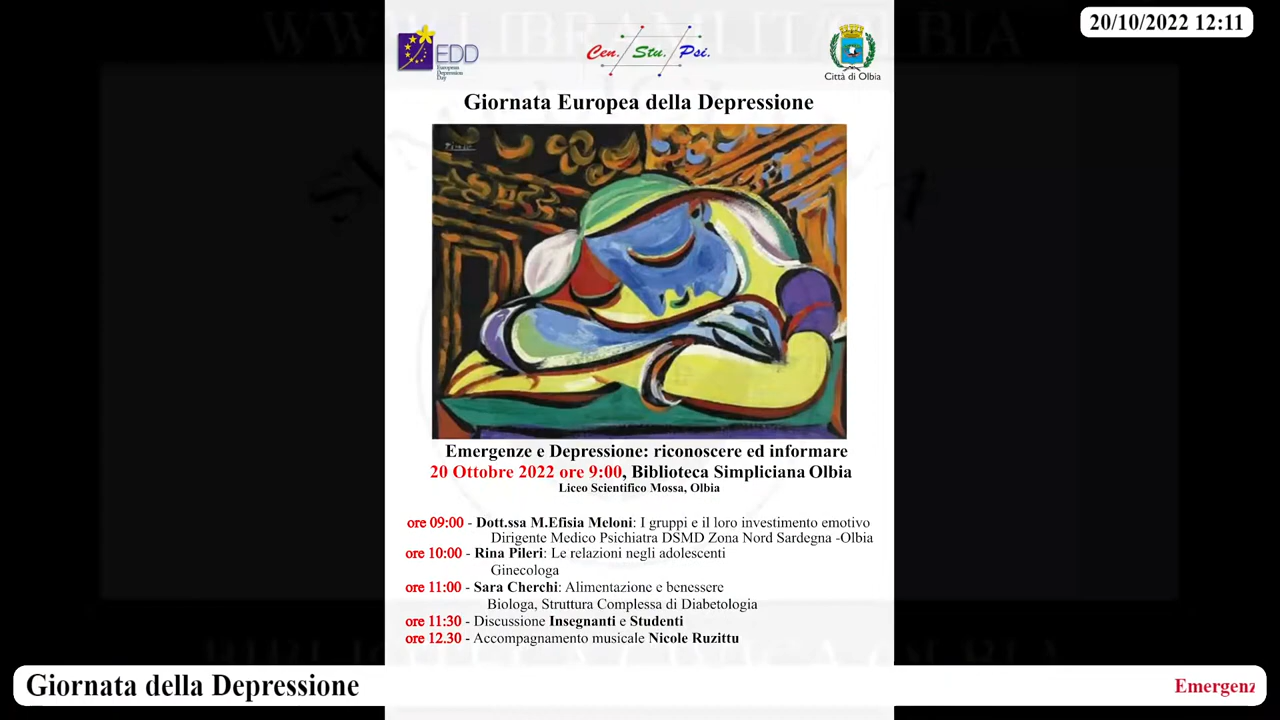 20/10/2022 12:11
EDD
European
Depression
Day
Cen. Stu. Psi.
Città di Olbia
Giornata Europea della Depressione
Picasso
Emergenze e Depressione: riconoscere ed informare
20 Ottobre 2022 ore 9:00, Biblioteca Simpliciana Olbia
Liceo Scientifico Mossa, Olbia
ore 09:00 - Dott.ssa M.Efisia Meloni: I gruppi e il loro investimento emotivo
Dirigente Medico Psichiatra DSMD Zona Nord Sardegna -Olbia
ore 10:00 - Rina Pileri: Le relazioni negli adolescenti
Ginecologa
ore 11:00 - Sara Cherchi: Alimentazione e benessere
Biologa, Struttura Complessa di Diabetologia
ore 11:30 - Discussione Insegnanti e Studenti
ore 12.30 - Accompagnamento musicale Nicole Ruzittu
Giornata della Depressione
Emergenz